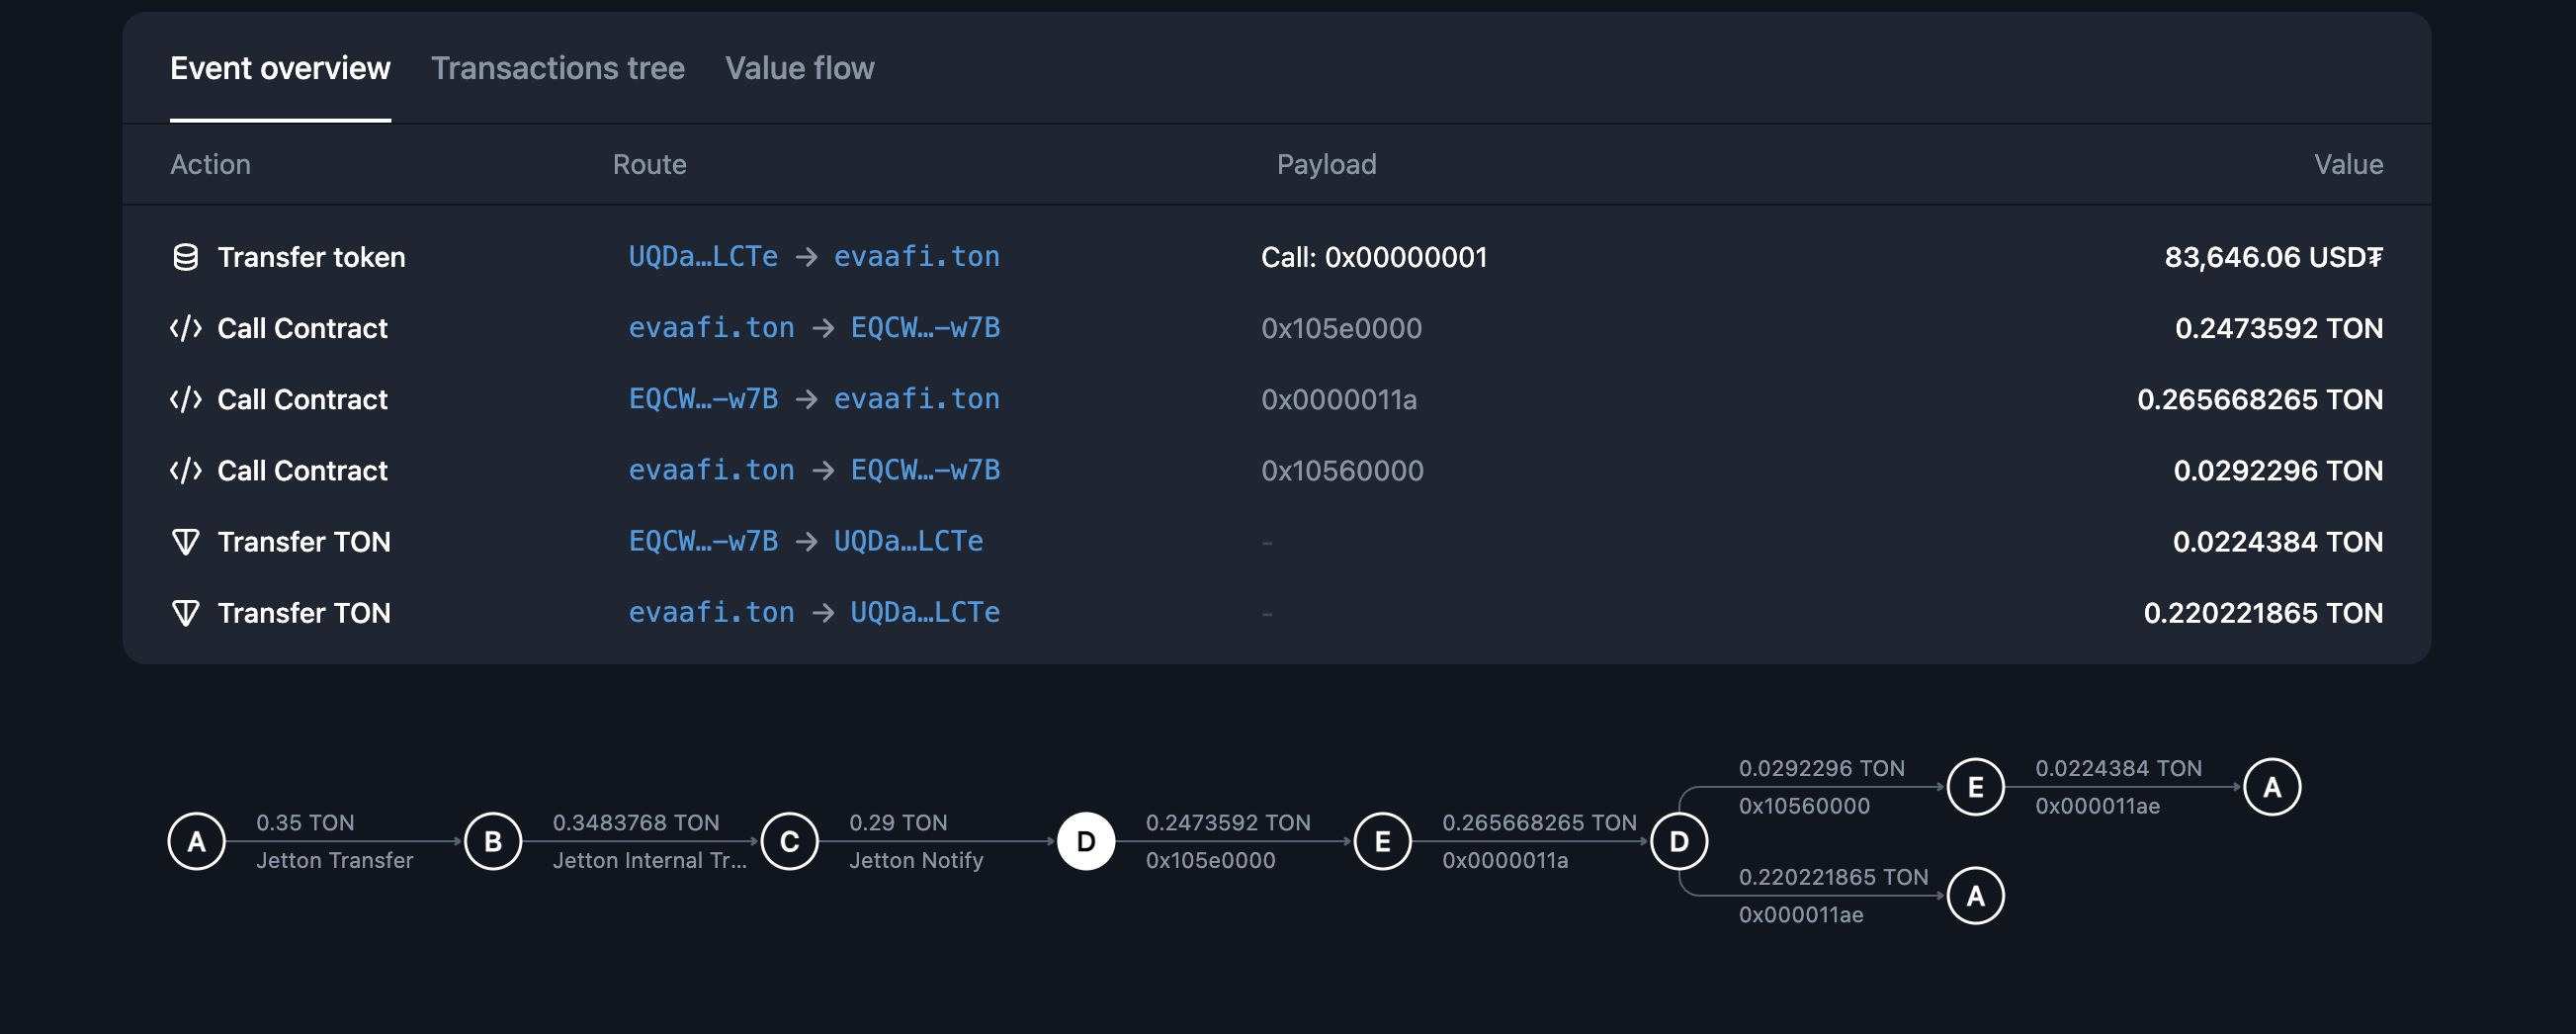 Event overview Transactions tree Value flow
Action Route Payload Value
Transfer token UQDa…LCTe → evaafi.ton Call: 0x00000001 83,646.06 USD₮
Call Contract evaafi.ton → EQCW…-w7B 0x105e0000 0.2473592 TON
Call Contract EQCW…-w7B → evaafi.ton 0x0000011a 0.265668265 TON
Call Contract evaafi.ton → EQCW…-w7B 0x10560000 0.0292296 TON
Transfer TON EQCW…-w7B → UQDa…LCTe - 0.0224384 TON
Transfer TON evaafi.ton → UQDa…LCTe - 0.220221865 TON
A
0.35 TON
Jetton Transfer
B
0.3483768 TON
Jetton Internal Tr...
C
0.29 TON
Jetton Notify
D
0.2473592 TON
0x105e0000
E
0.265668265 TON
0x0000011a
D
0.0292296 TON
0x10560000
E
0.0224384 TON
0x000011ae
A
0.220221865 TON
0x000011ae
A